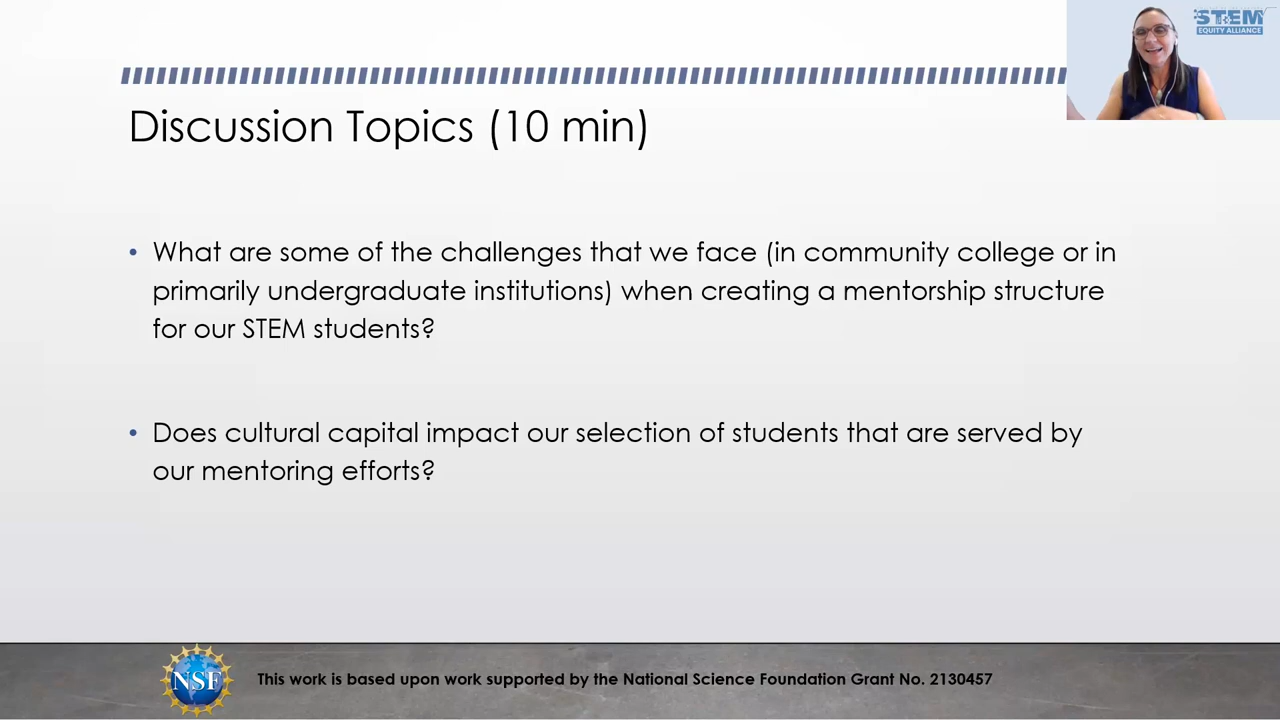 STEM
EQUITY ALLIANCE
Discussion Topics (10 min)
• What are some of the challenges that we face (in community college or in
primarily undergraduate institutions) when creating a mentorship structure
for our STEM students?
• Does cultural capital impact our selection of students that are served by
our mentoring efforts?
NSF
This work is based upon work supported by the National Science Foundation Grant No. 2130457